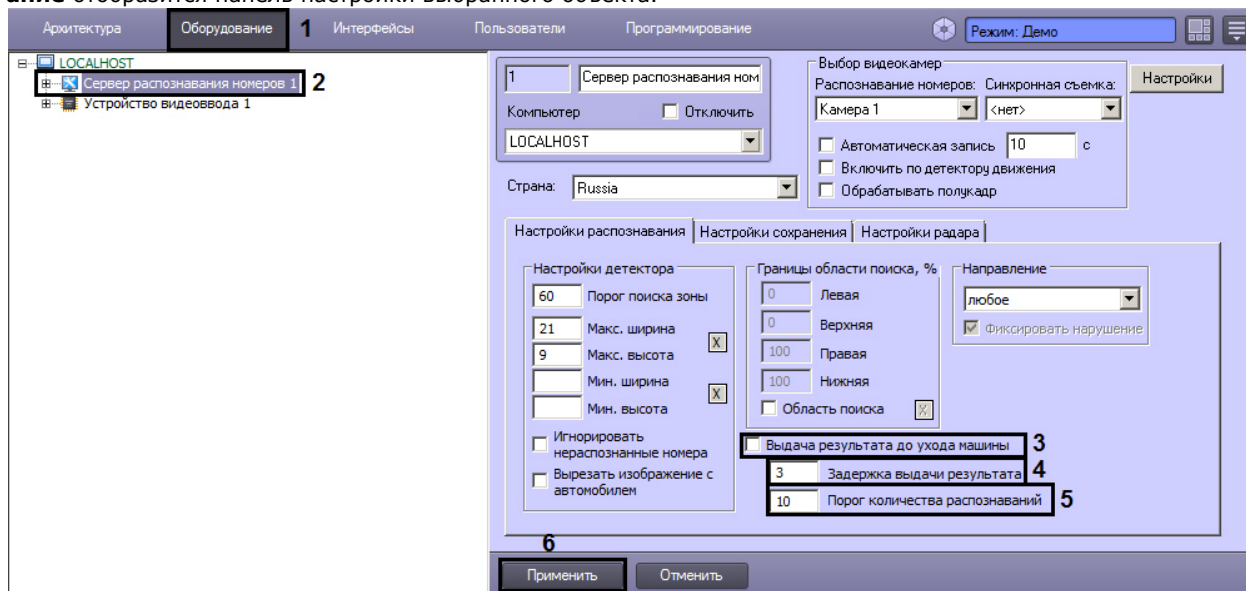 ание отобразится панель настройки выбранного объекта.
Архитектура Оборудование 1 Интерфейсы Пользователи Программирование Режим: Демо
LOCALHOST
Сервер распознавания номеров 1 2
Устройство видеоввода 1
1 Сервер распознавания ном
Компьютер Отключить
LOCALHOST
Страна: Russia
Выбор видеокамер
Распознавание номеров: Синхронная съемка:
Камера 1 <нет>
Автоматическая запись 10 с
Включить по детектору движения
Обрабатывать полукадр
Настройки
Настройки распознавания Настройки сохранения Настройки радара
Настройки детектора
60 Порог поиска зоны
21 Макс. ширина
9 Макс. высота
X
Мин. ширина
Мин. высота
X
Игнорировать
нераспознанные номера
Вырезать изображение с
автомобилем
Границы области поиска, %
0 Левая
0 Верхняя
100 Правая
100 Нижняя
Область поиска X
Направление
любое
Фиксировать нарушение
Выдача результата до ухода машины 3
3 Задержка выдачи результата 4
10 Порог количества распознаваний 5
6
Применить Отменить